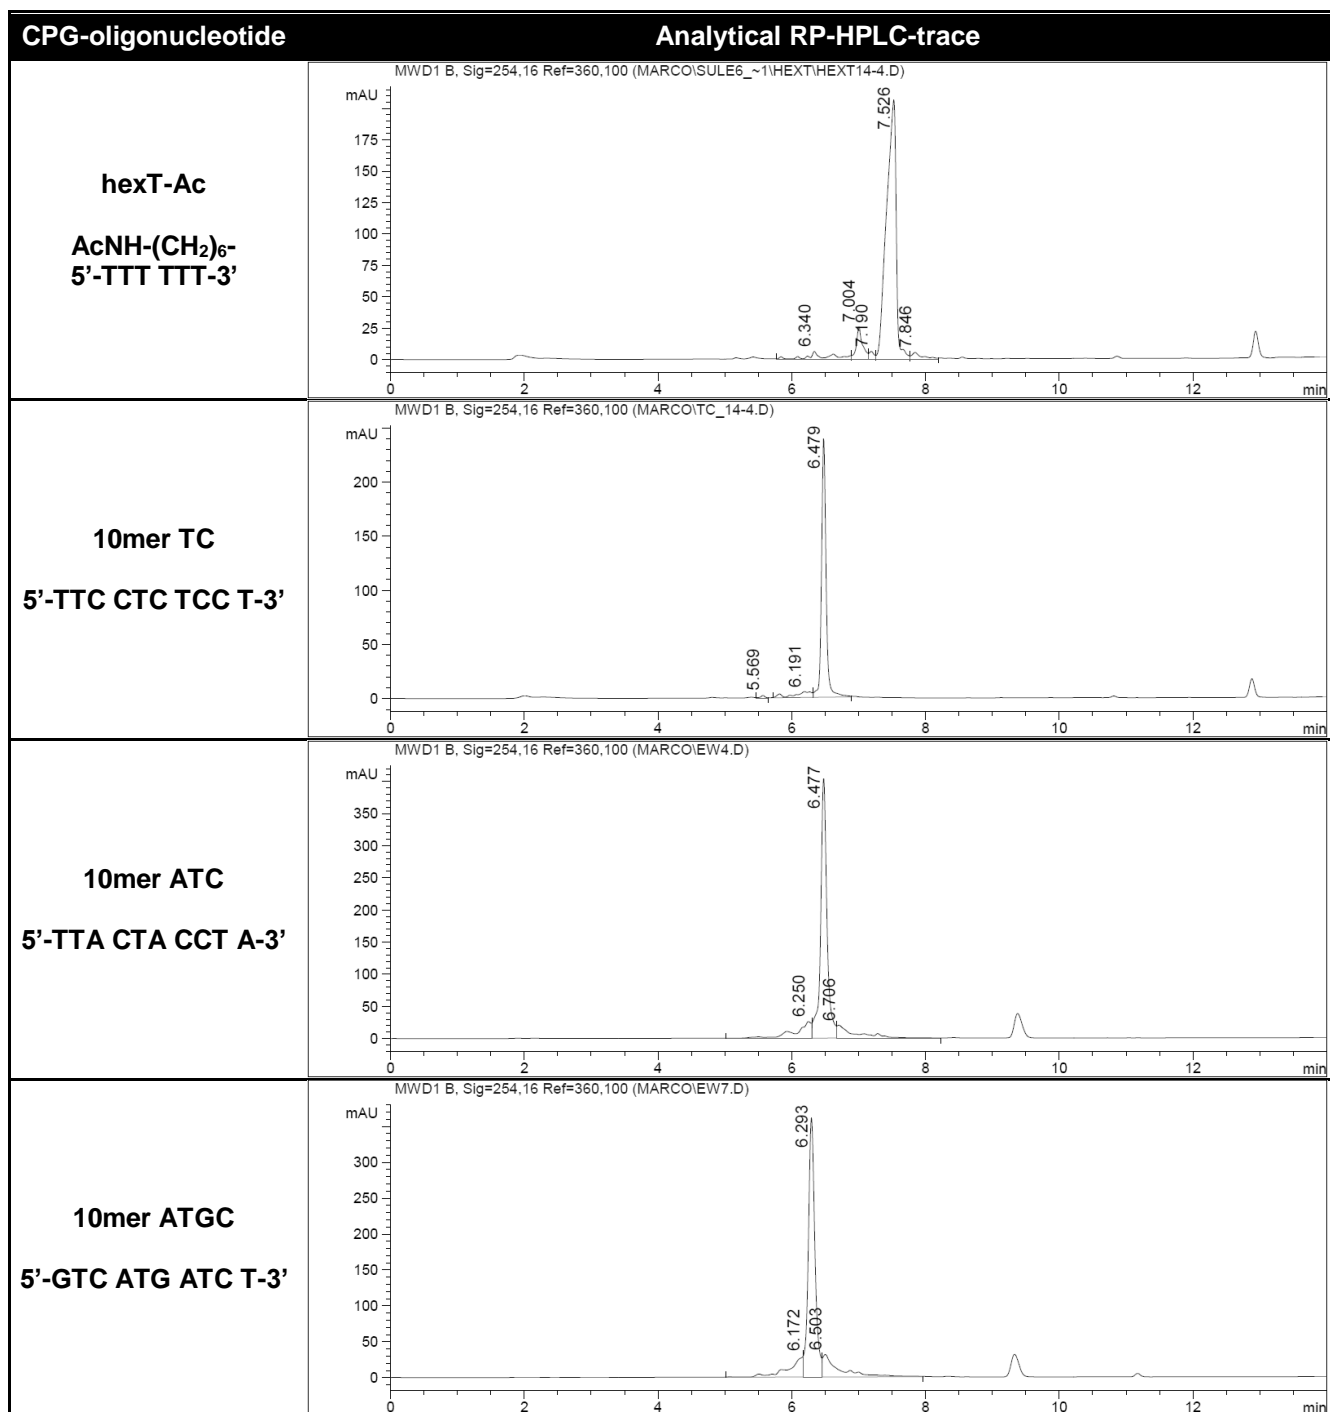 CPG-oligonucleotide Analytical RP-HPLC-trace
hexT-Ac
AcNH-(CH₂)₆-
5’-TTT TTT-3’
MWD1 B, Sig=254,16 Ref=360,100 (MARCO\SULE6_~1\HEXT\HEXT14-4.D)
mAU
175
150
125
100
75
50
25
0
6.340
7.004
7.190
7.526
7.846
0 2 4 6 8 10 12 min
10mer TC
5’-TTC CTC TCC T-3’
MWD1 B, Sig=254,16 Ref=360,100 (MARCO\TC_14-4.D)
mAU
200
150
100
50
0
5.569
6.191
6.479
0 2 4 6 8 10 12 min
10mer ATC
5’-TTA CTA CCT A-3’
MWD1 B, Sig=254,16 Ref=360,100 (MARCO\EW4.D)
mAU
350
300
250
200
150
100
50
0
6.250
6.477
6.706
0 2 4 6 8 10 12 min
10mer ATGC
5’-GTC ATG ATC T-3’
MWD1 B, Sig=254,16 Ref=360,100 (MARCO\EW7.D)
mAU
300
250
200
150
100
50
0
6.172
6.293
6.503
0 2 4 6 8 10 12 min